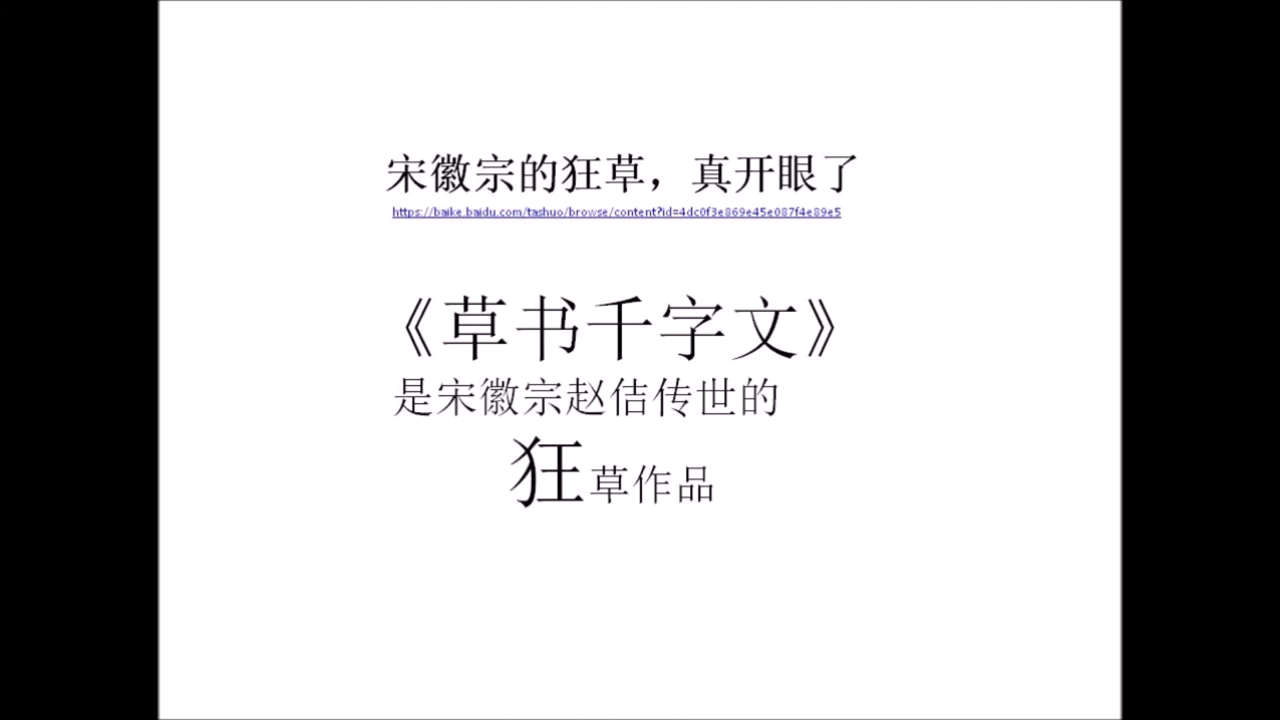 宋徽宗的狂草，真开眼了
https://baike.baidu.com/tashuo/browse/content?id=4dc0f3e869e45e087f4e89e5
《草书千字文》
是宋徽宗赵佶传世的
狂草作品